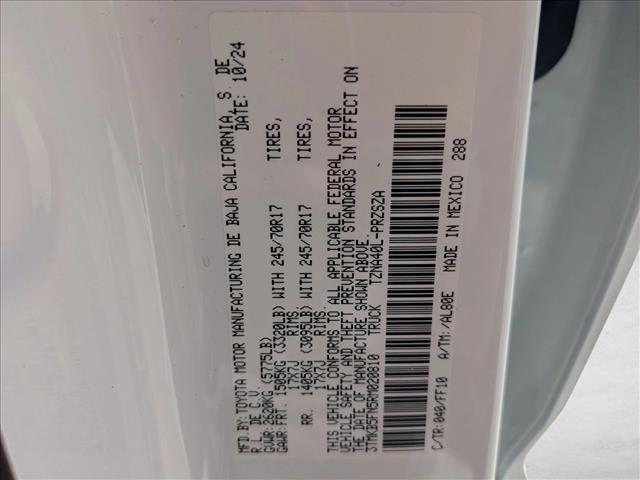 MFD. BY:TOYOTA MOTOR MANUFACTURING DE BAJA CALIFORNIA, S. DE
R.L. DE C.V. DATE: 10/24
GVWR: 2620KG (5775LB)
GAWR:FRT. 1505KG (3320LB) WITH 245/70R17 TIRES,
17X7J RIMS.
RR. 1405KG (3095LB) WITH 245/70R17 TIRES,
17X7J RIMS.
THIS VEHICLE CONFORMS TO ALL APPLICABLE FEDERAL MOTOR
VEHICLE SAFETY AND THEFT PREVENTION STANDARDS IN EFFECT ON
THE DATE OF MANUFACTURE SHOWN ABOVE.
3TMKB5FN5RM020810 TRUCK TZNA40L-PRZSZA
C/TR:040/FF10 A/TM:/AL80E MADE IN MEXICO 288